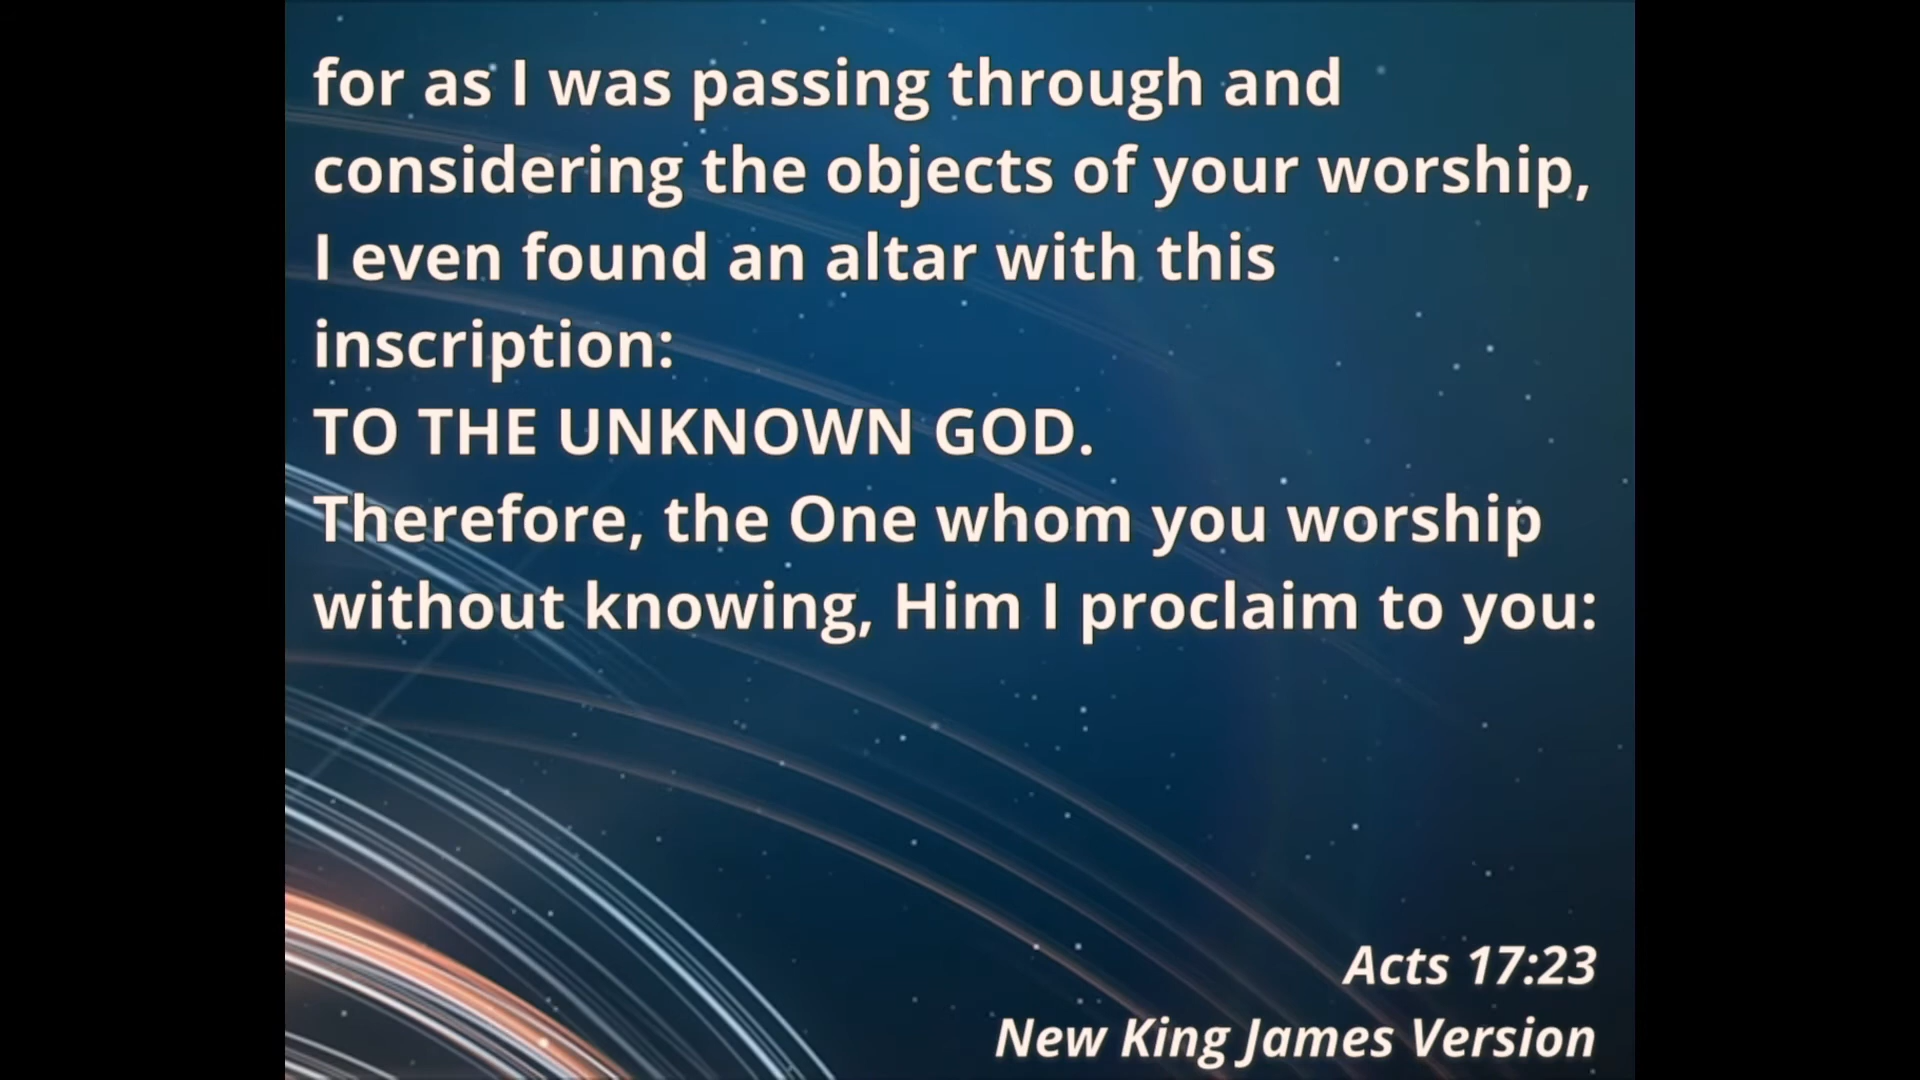 for as I was passing through and
considering the objects of your worship,
I even found an altar with this
inscription:
TO THE UNKNOWN GOD.
Therefore, the One whom you worship
without knowing, Him I proclaim to you:
Acts 17:23
New King James Version